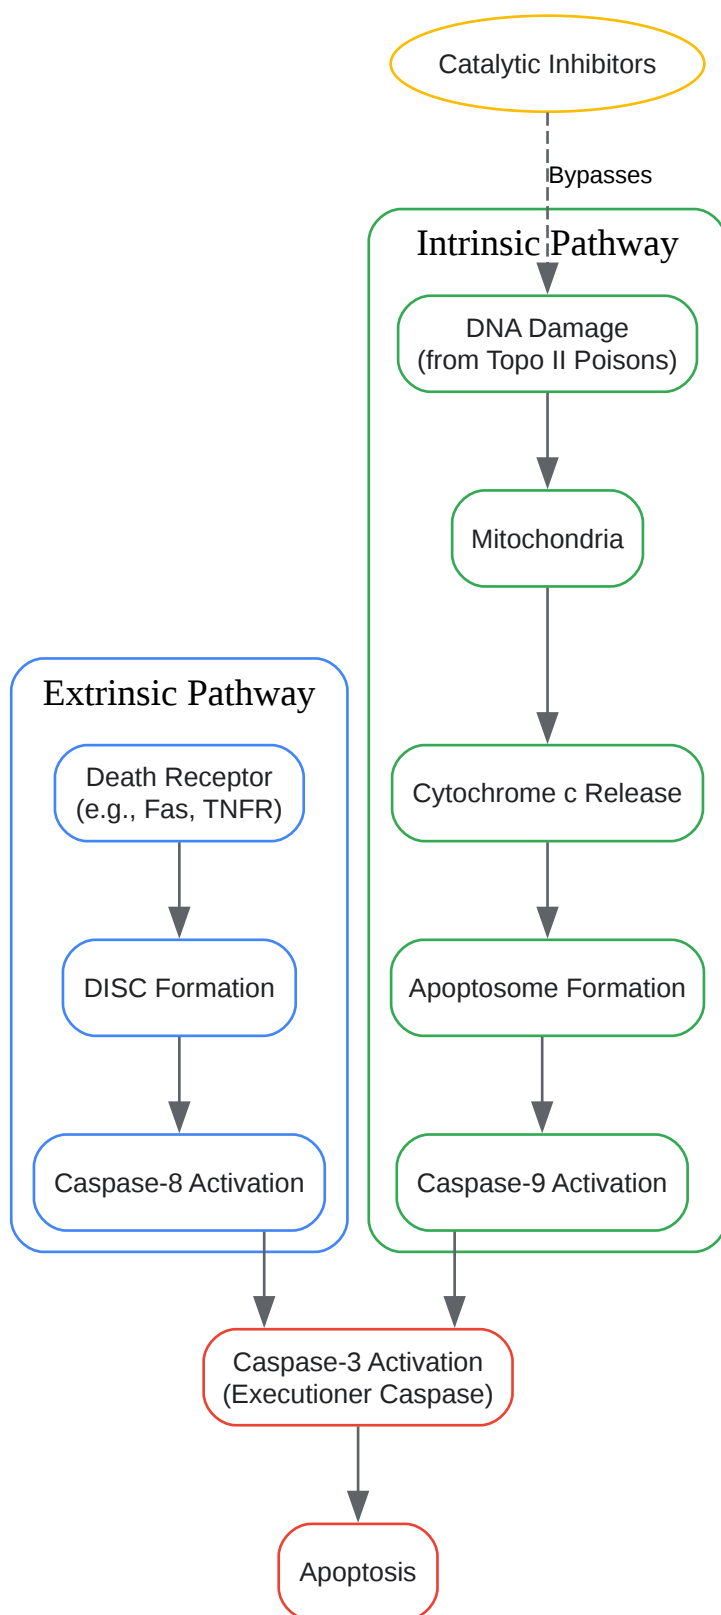 Catalytic Inhibitors
Bypasses
Intrinsic Pathway
DNA Damage
(from Topo II Poisons)
Mitochondria
Extrinsic Pathway
Death Receptor
(e.g., Fas, TNFR)
Cytochrome c Release
DISC Formation
Apoptosome Formation
Caspase-8 Activation
Caspase-9 Activation
Caspase-3 Activation
(Executioner Caspase)
Apoptosis